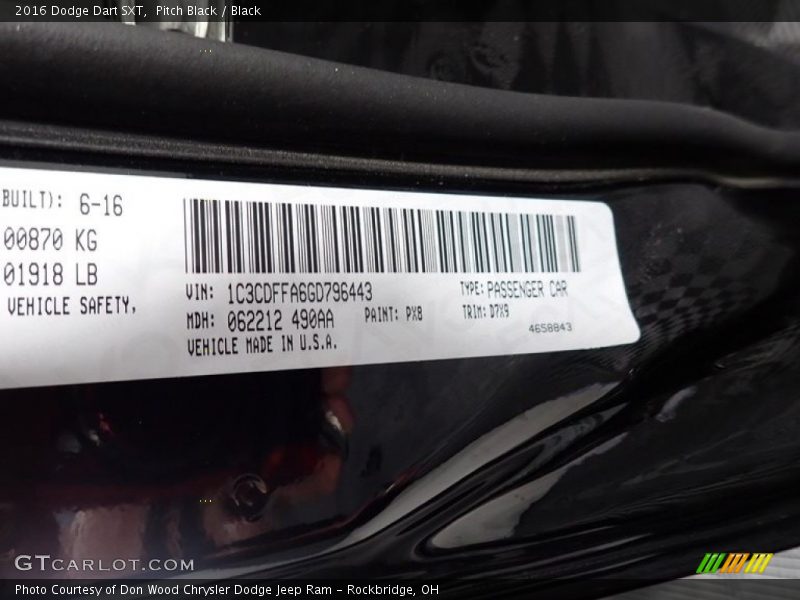 2016 Dodge Dart SXT,  Pitch Black / Black
BUILT): 6-16
00870 KG
01918 LB
VEHICLE SAFETY,
VIN: 1C3CDFFA6GD796443
TYPE: PASSENGER CAR
MDH: 062212 490AA
PAINT: PX8
TRIM: D7X9
4658843
VEHICLE MADE IN U.S.A.
GTCARLOT.COM
Photo Courtesy of Don Wood Chrysler Dodge Jeep Ram – Rockbridge, OH